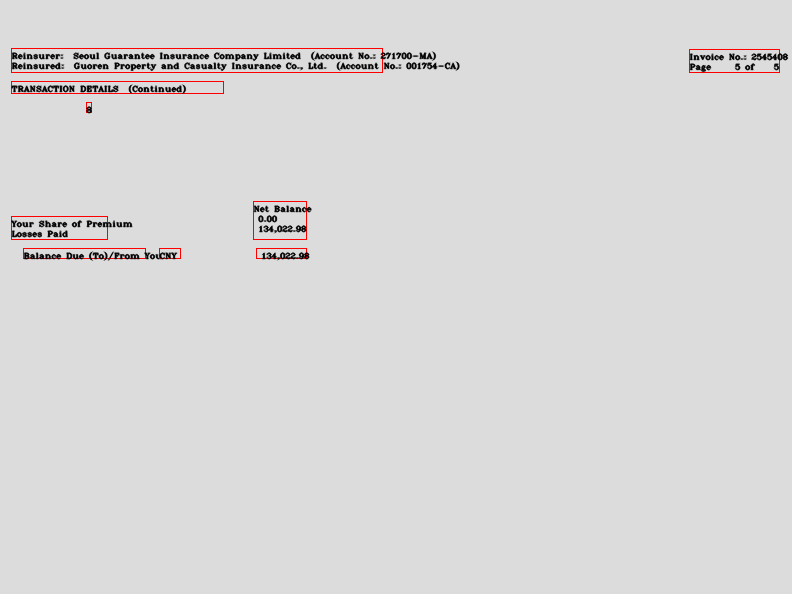 Reinsurer: Seoul Guarantee Insurance Company Limited (Account No.: 271700-MA)
Reinsured: Guoren Property and Casualty Insurance Co., Ltd. (Account No.: 001754-CA)
Invoice No.: 2545408
Page 5 of 5
TRANSACTION DETAILS (Continued)
8
Net Balance
Your Share of Premium 0.00
Losses Paid 134,022.98
Balance Due (To)/From You CNY 134,022.98